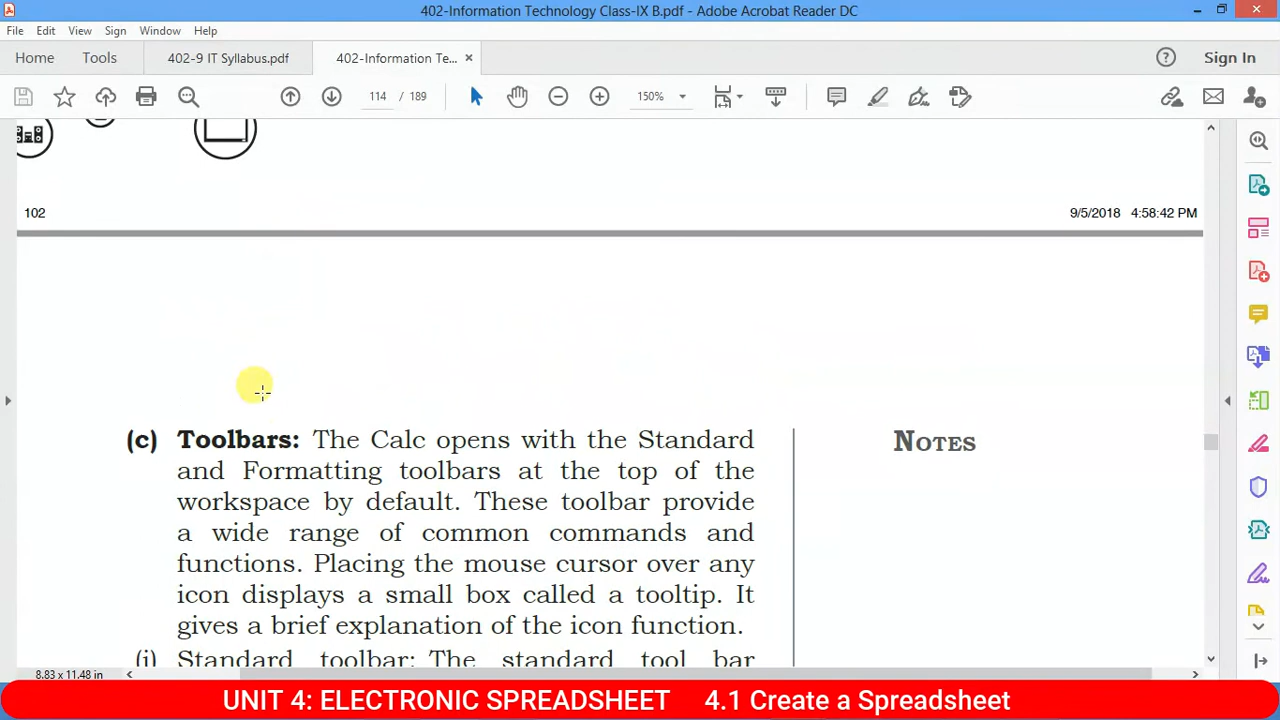 402-Information Technology Class-IX B.pdf - Adobe Acrobat Reader DC
File Edit View Sign Window Help
Home Tools 402-9 IT Syllabus.pdf 402-Information Te... × Sign In
114 / 189 150%
102 9/5/2018 4:58:42 PM
(c) Toolbars: The Calc opens with the Standard
and Formatting toolbars at the top of the
workspace by default. These toolbar provide
a wide range of common commands and
functions. Placing the mouse cursor over any
icon displays a small box called a tooltip. It
gives a brief explanation of the icon function.
(i) Standard toolbar: The standard tool bar
NOTES
8.83 x 11.48 in
UNIT 4: ELECTRONIC SPREADSHEET 4.1 Create a Spreadsheet